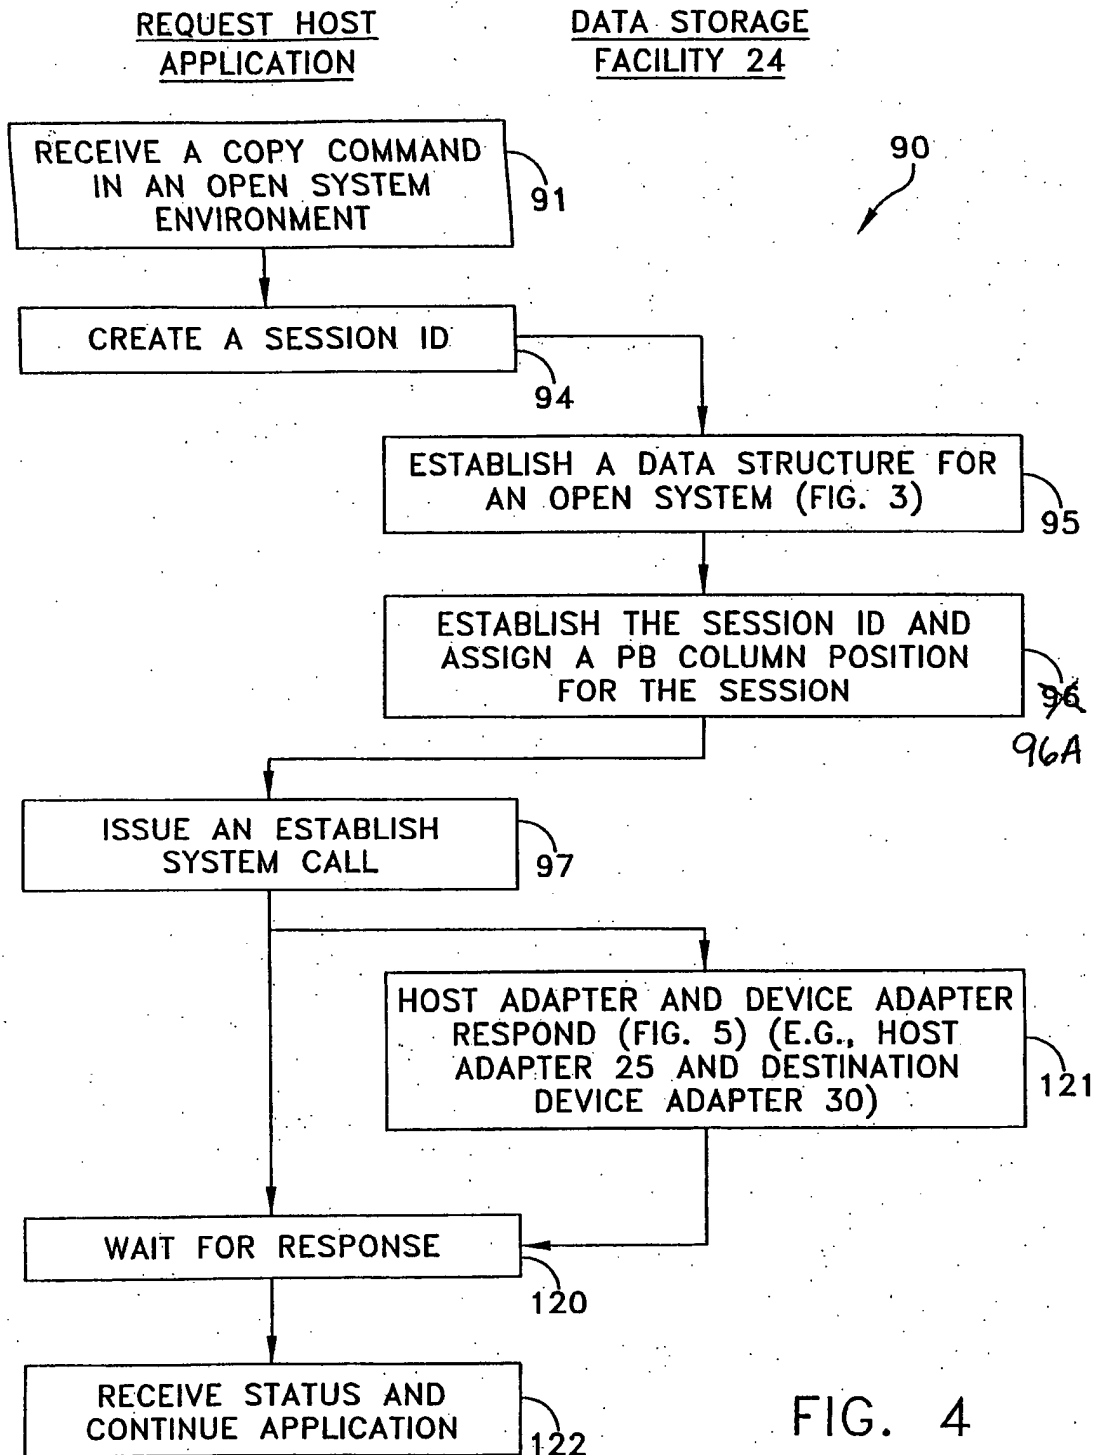 REQUEST HOST
APPLICATION
DATA STORAGE
FACILITY 24
90
RECEIVE A COPY COMMAND
IN AN OPEN SYSTEM
ENVIRONMENT
91
CREATE A SESSION ID
94
ESTABLISH A DATA STRUCTURE FOR
AN OPEN SYSTEM (FIG. 3)
95
ESTABLISH THE SESSION ID AND
ASSIGN A PB COLUMN POSITION
FOR THE SESSION
96
96A
ISSUE AN ESTABLISH
SYSTEM CALL
97
HOST ADAPTER AND DEVICE ADAPTER
RESPOND (FIG. 5) (E.G., HOST
ADAPTER 25 AND DESTINATION
DEVICE ADAPTER 30)
121
WAIT FOR RESPONSE
120
RECEIVE STATUS AND
CONTINUE APPLICATION
122
FIG. 4